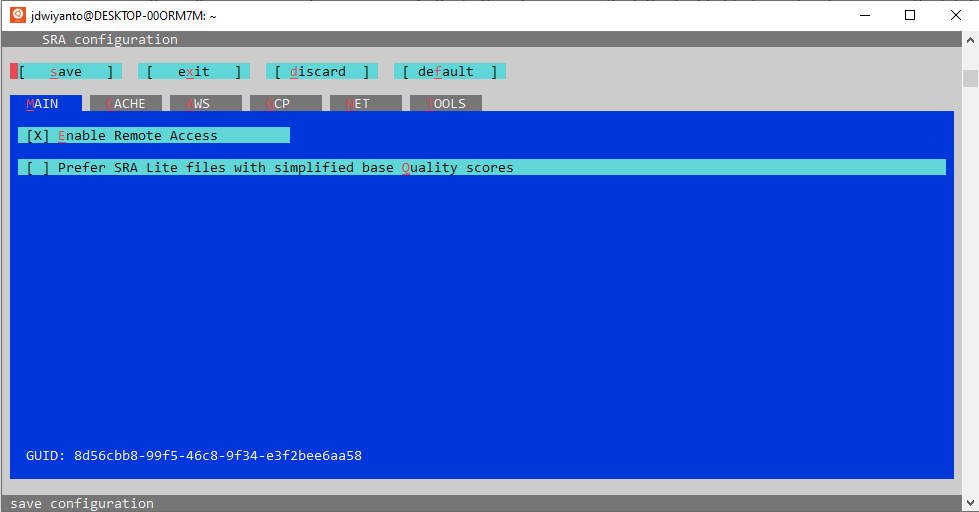 jdwiyanto@DESKTOP-00ORM7M: ~
SRA configuration
[ save ] [ exit ] [ discard ] [ default ]
MAIN CACHE AWS GCP NET TOOLS
[X] Enable Remote Access
[ ] Prefer SRA Lite files with simplified base Quality scores
GUID: 8d56cbb8-99f5-46c8-9f34-e3f2bee6aa58
save configuration